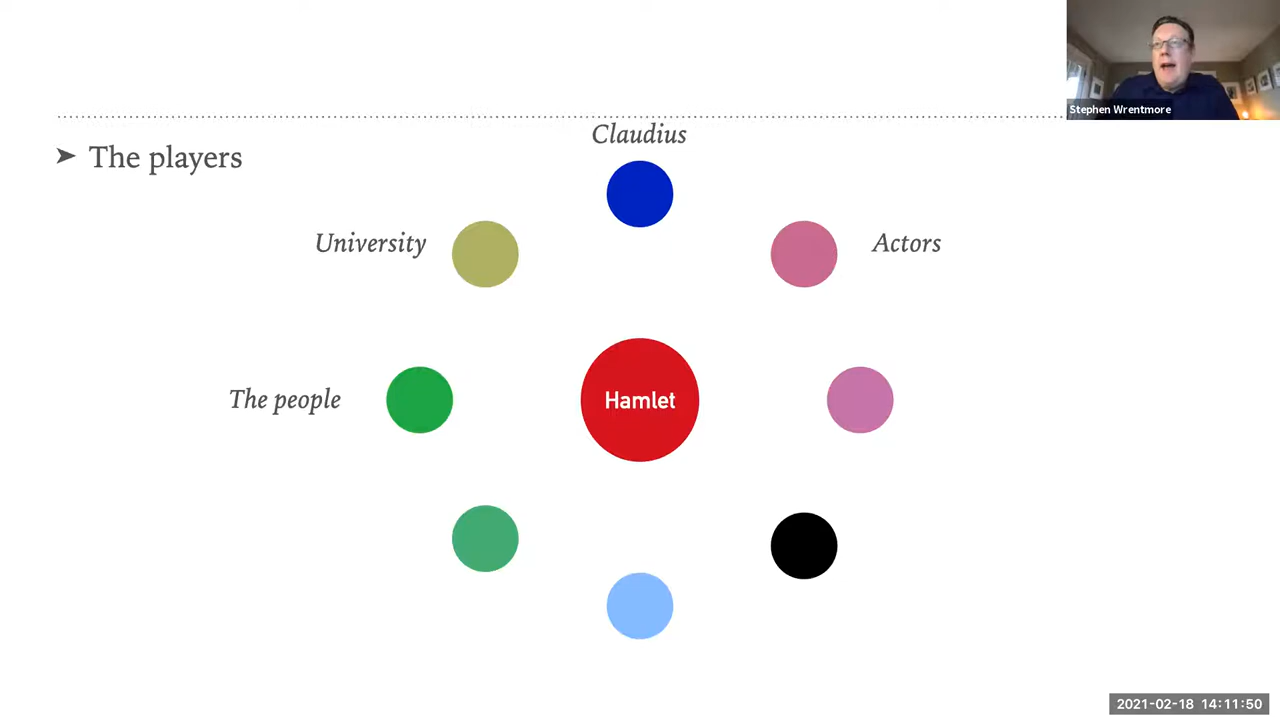 Stephen Wrentmore
Claudius
➤ The players
University
Actors
The people
Hamlet
2021-02-18 14:11:50